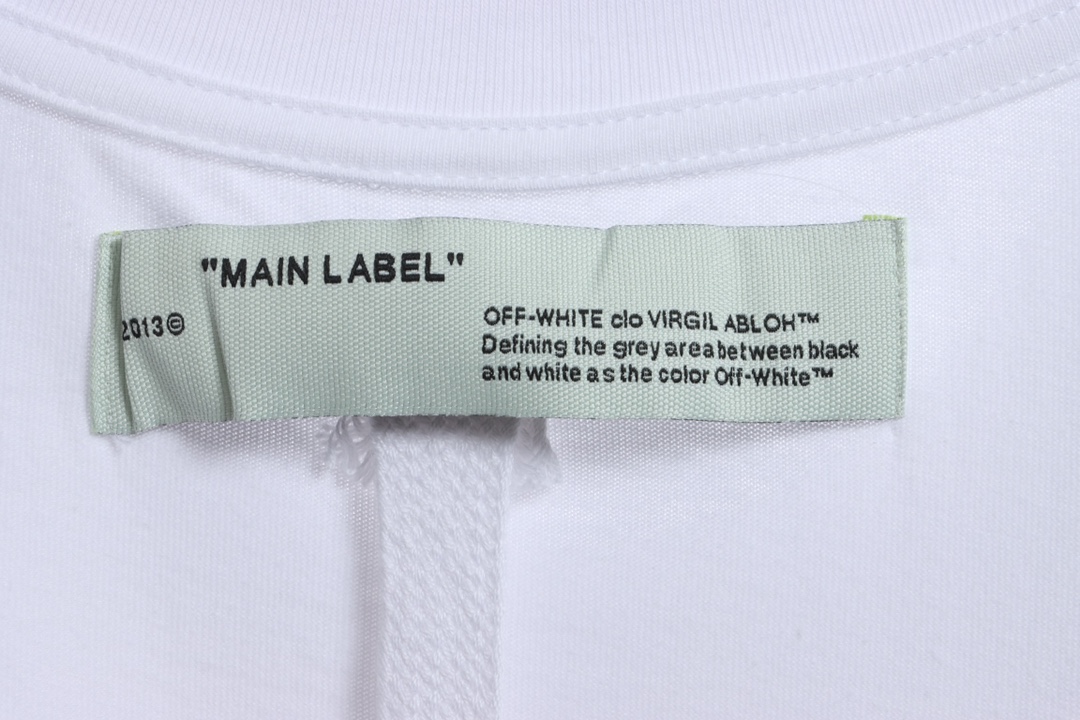 "MAIN LABEL"
2013©
OFF-WHITE clo VIRGIL ABLOH™
Defining the grey area between black
and white as the color Off-White™